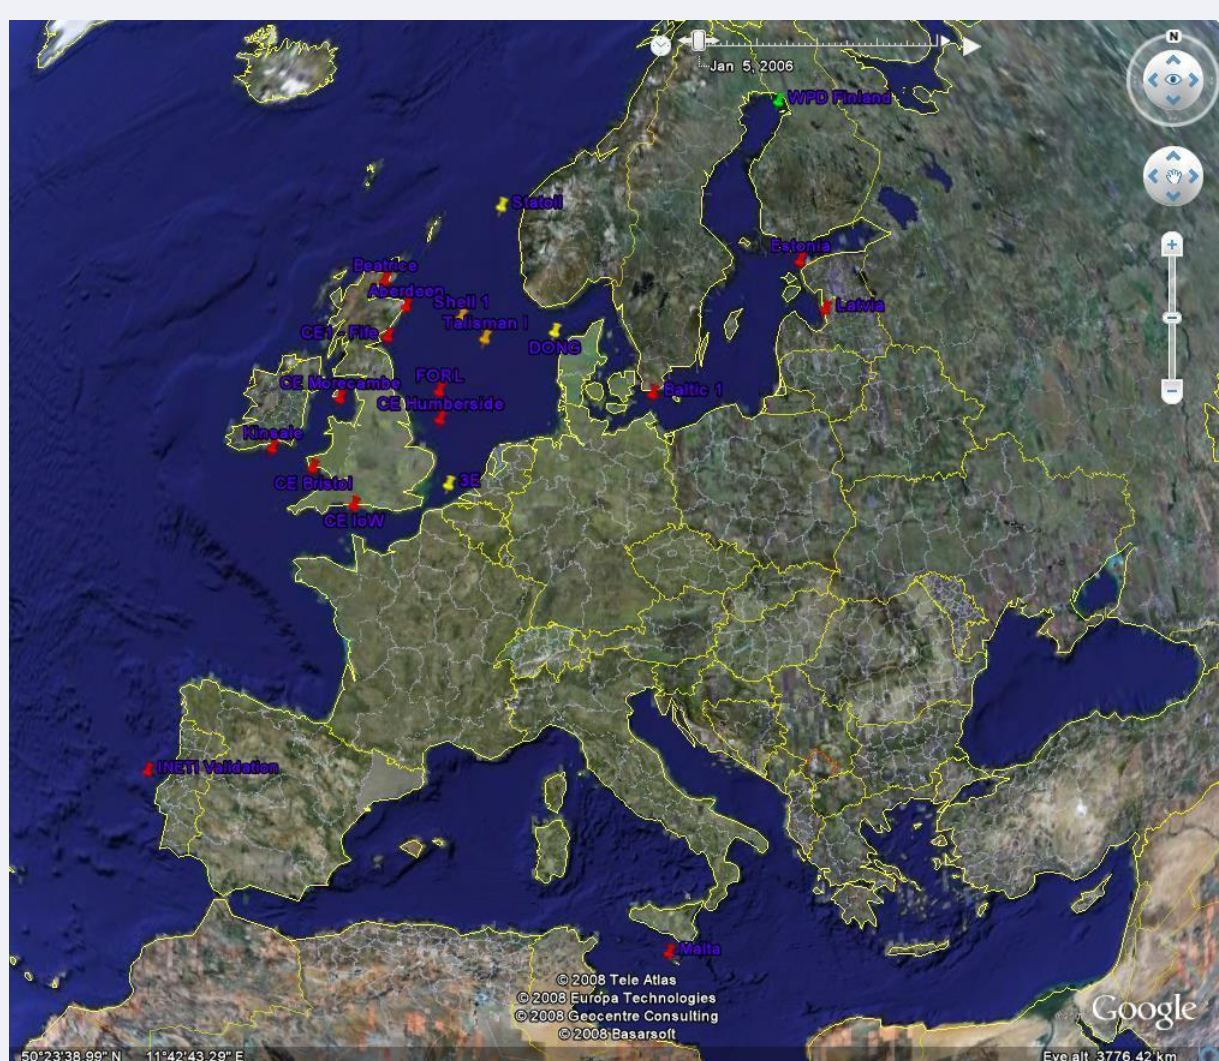 N
Jan 5, 2006
WPD Finland
Statoil
Estonia
Beatrice
Aberdeen
Shell 1
Latvia
Talisman I
CE1 - Fife
DONG
FORL
CE Morecambe
Baltic 1
CE Humberside
Kinsale
CE Bristol
3E
CE IoW
INETI Validation
Malta
© 2008 Tele Atlas
© 2008 Europa Technologies
© 2008 Geocentre Consulting
© 2008 Basarsoft
Google
50°23'38.99" N 11°42'43.29" E
Eye alt 3776.42 km